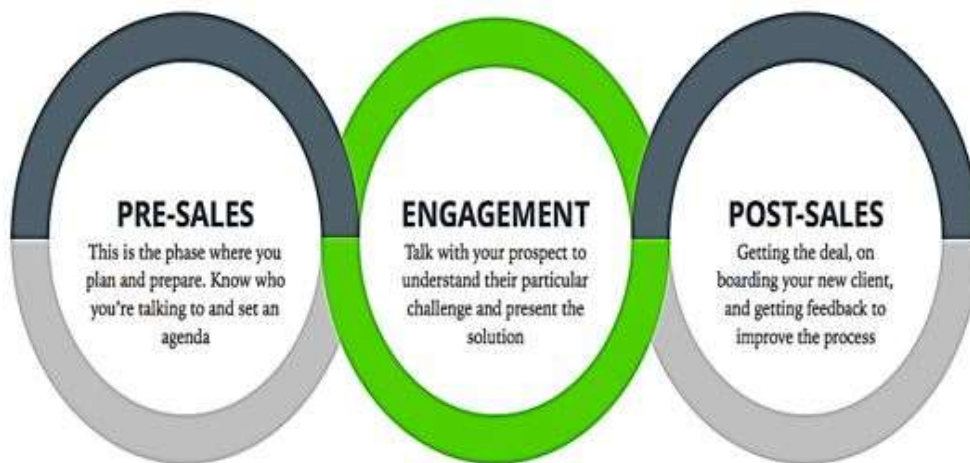 PRE-SALES
This is the phase where you
plan and prepare. Know who
you're talking to and set an
agenda
ENGAGEMENT
Talk with your prospect to
understand their particular
challenge and present the
solution
POST-SALES
Getting the deal, on
boarding your new client,
and getting feedback to
improve the process